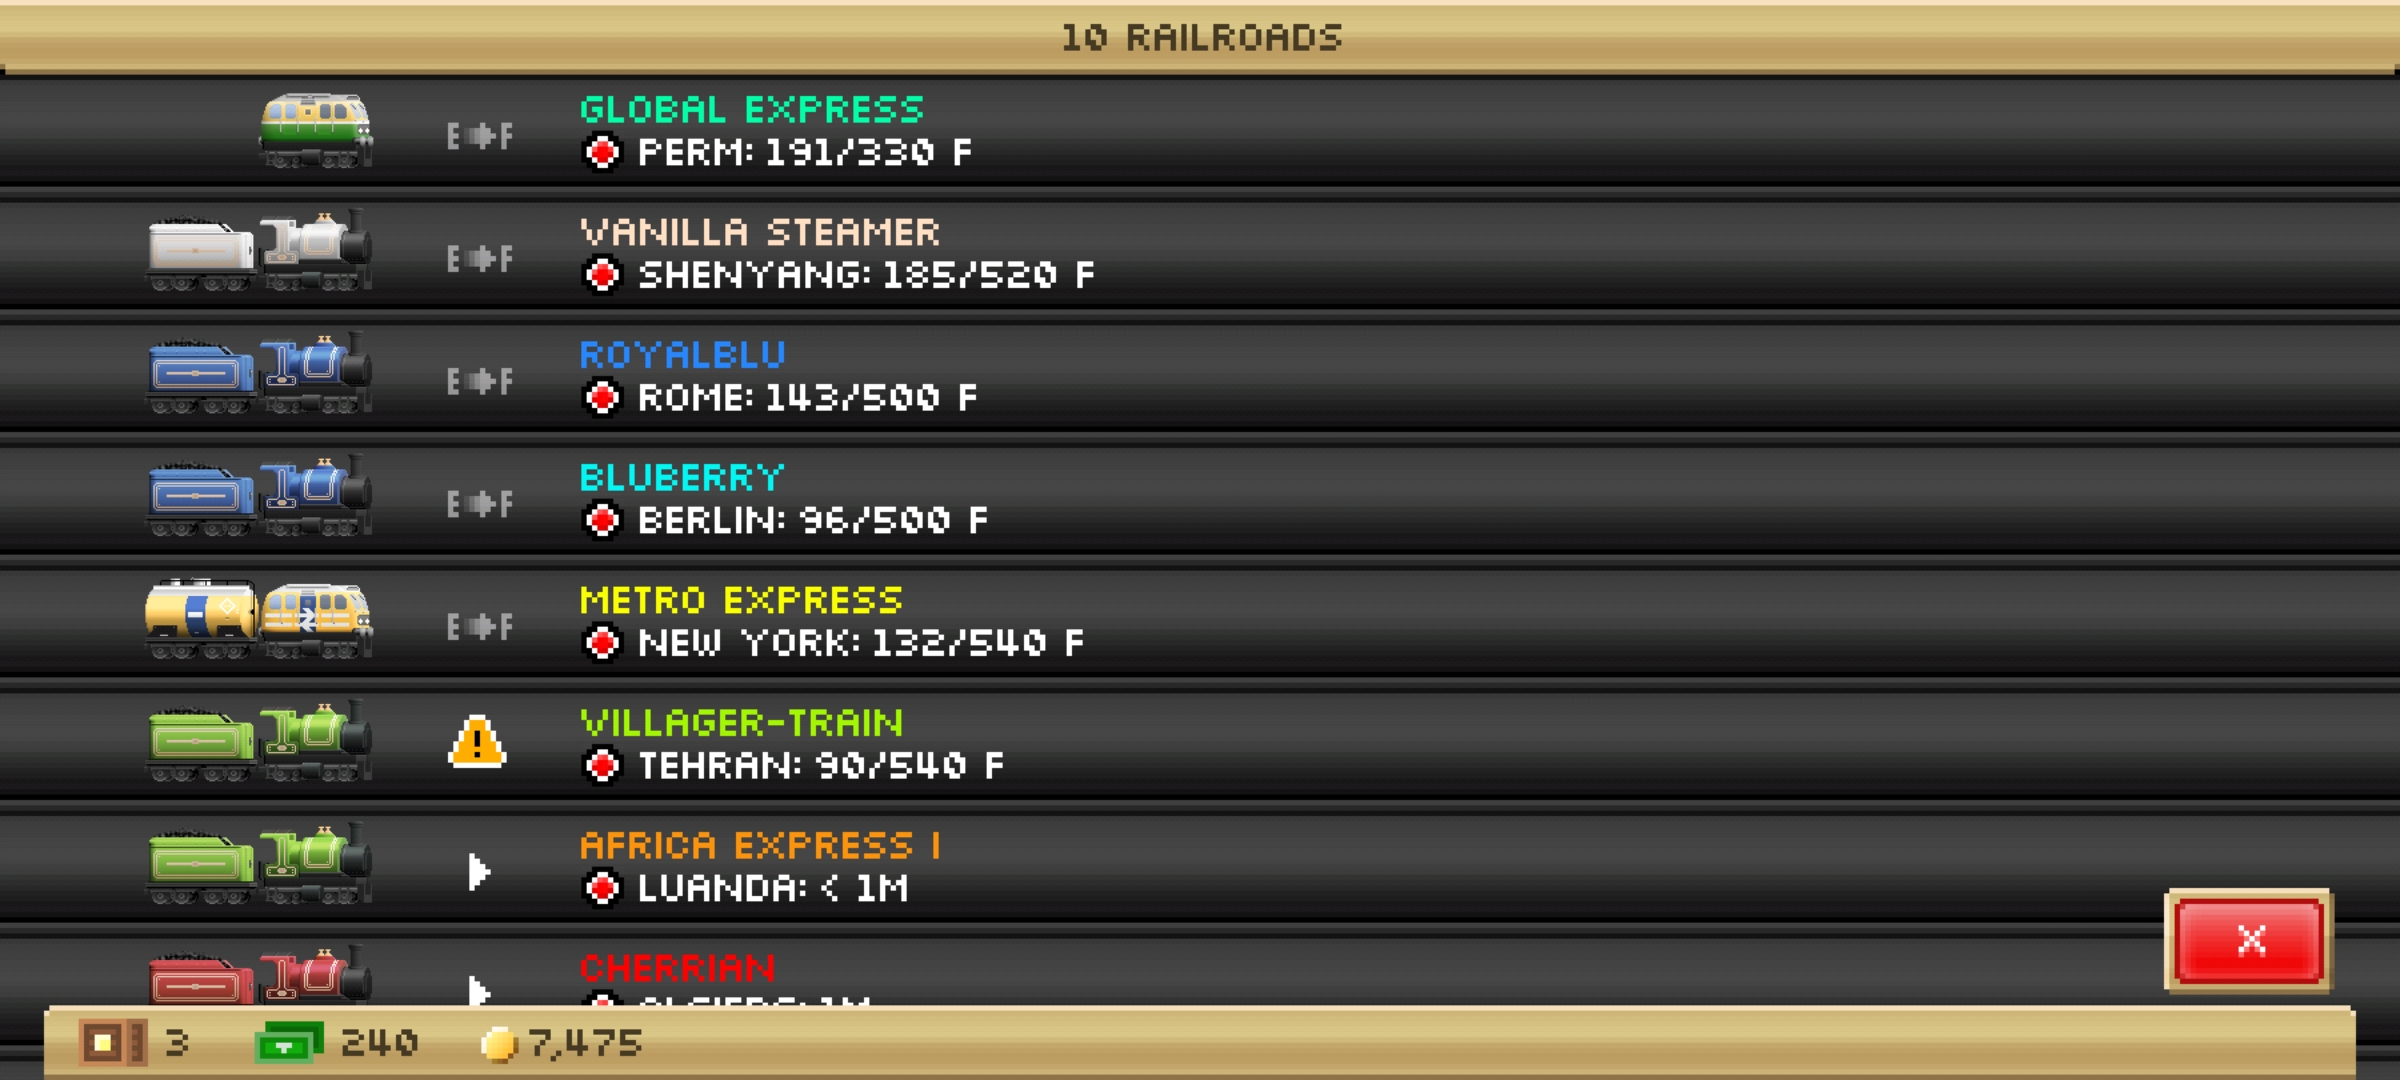 10 RAILROADS
E F
GLOBAL EXPRESS
PERM: 191/330 F
E F
VANILLA STEAMER
SHENYANG: 185/520 F
E F
ROYALBLU
ROME: 143/500 F
E F
BLUBERRY
BERLIN: 96/500 F
E F
METRO EXPRESS
NEW YORK: 132/540 F
!
VILLAGER-TRAIN
TEHRAN: 90/540 F
AFRICA EXPRESS I
LUANDA: < 1M
CHERRIAN
X
3 240 7,475